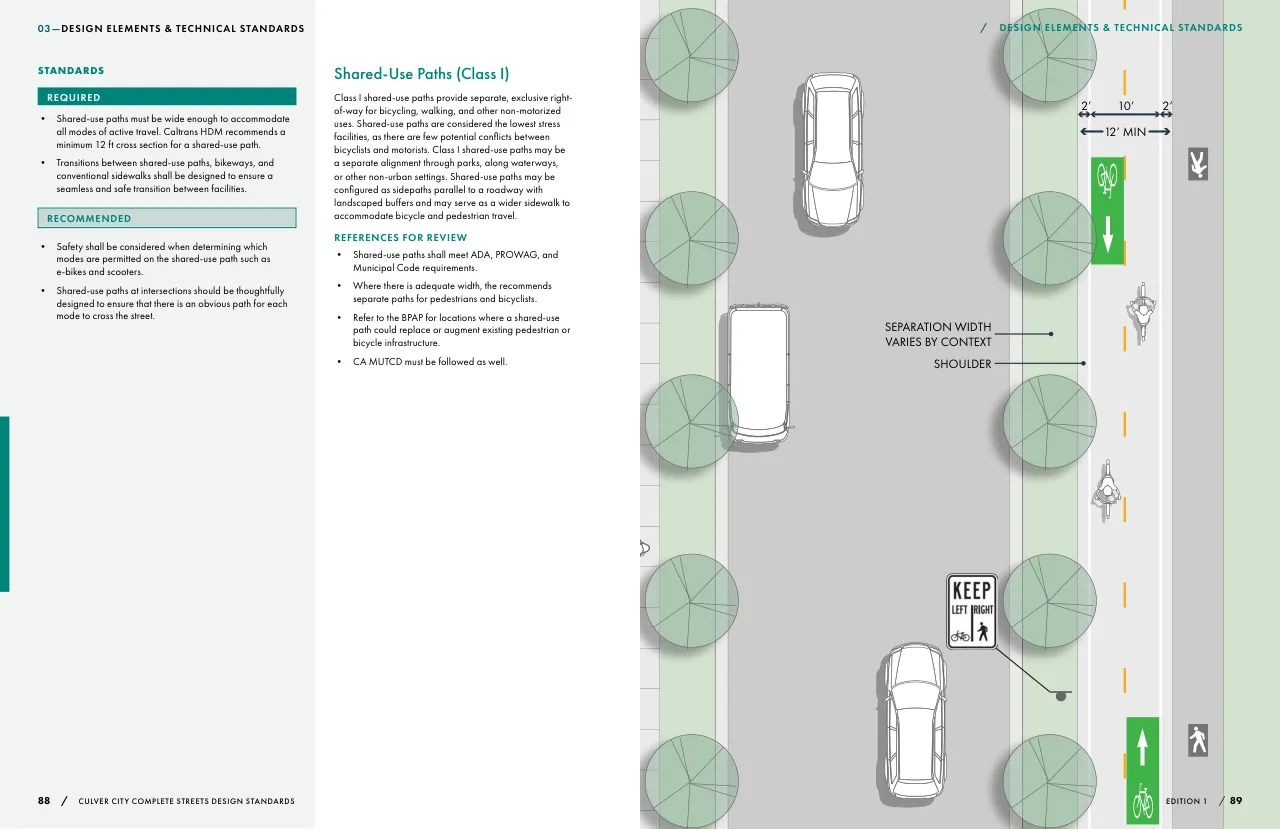 03—DESIGN ELEMENTS & TECHNICAL STANDARDS
STANDARDS
REQUIRED
• Shared-use paths must be wide enough to accommodate
all modes of active travel. Caltrans HDM recommends a
minimum 12 ft cross section for a shared-use path.
• Transitions between shared-use paths, bikeways, and
conventional sidewalks shall be designed to ensure a
seamless and safe transition between facilities.
RECOMMENDED
• Safety shall be considered when determining which
modes are permitted on the shared-use path such as
e-bikes and scooters.
• Shared-use paths at intersections should be thoughtfully
designed to ensure that there is an obvious path for each
mode to cross the street.
Shared-Use Paths (Class I)
Class I shared-use paths provide separate, exclusive right-
of-way for bicycling, walking, and other non-motorized
uses. Shared-use paths are considered the lowest stress
facilities, as there are few potential conflicts between
bicyclists and motorists. Class I shared-use paths may be
a separate alignment through parks, along waterways,
or other non-urban settings. Shared-use paths may be
configured as sidepaths parallel to a roadway with
landscaped buffers and may serve as a wider sidewalk to
accommodate bicycle and pedestrian travel.
REFERENCES FOR REVIEW
• Shared-use paths shall meet ADA, PROWAG, and
Municipal Code requirements.
• Where there is adequate width, the recommends
separate paths for pedestrians and bicyclists.
• Refer to the BPAP for locations where a shared-use
path could replace or augment existing pedestrian or
bicycle infrastructure.
• CA MUTCD must be followed as well.
88 / CULVER CITY COMPLETE STREETS DESIGN STANDARDS
/ DESIGN ELEMENTS & TECHNICAL STANDARDS
2' 10' 2'
12' MIN
SEPARATION WIDTH
VARIES BY CONTEXT
SHOULDER
KEEP
LEFT RIGHT
EDITION 1 / 89